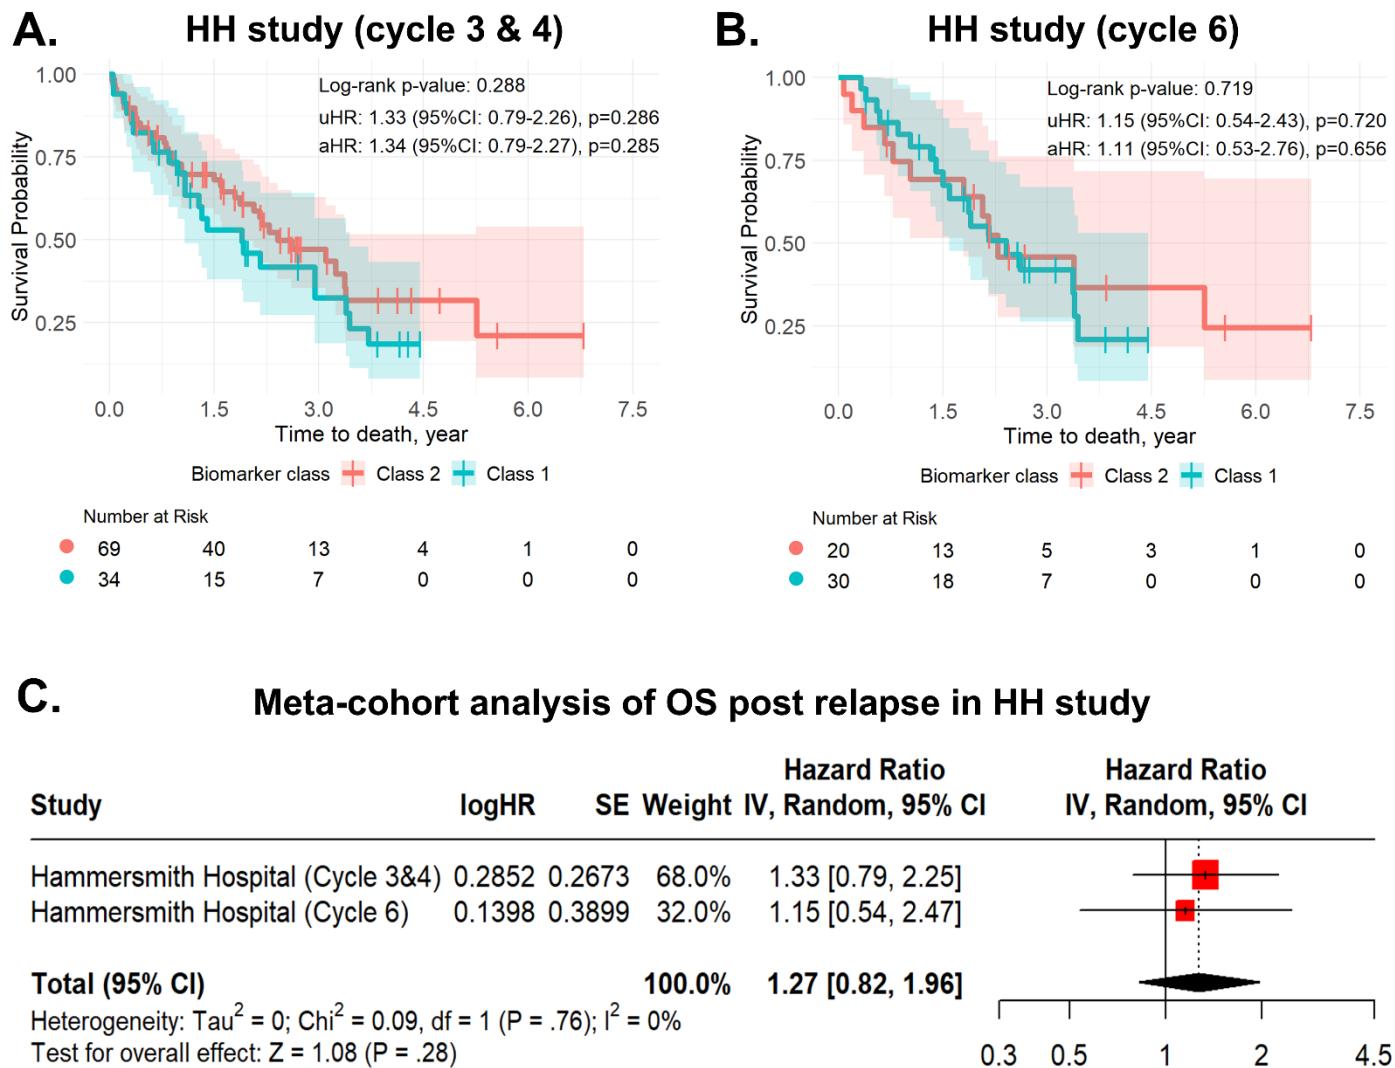 A. HH study (cycle 3 & 4)
Log-rank p-value: 0.288
uHR: 1.33 (95%CI: 0.79-2.26), p=0.286
aHR: 1.34 (95%CI: 0.79-2.27), p=0.285
1.00
0.75
0.50
0.25
Survival Probability
0.0 1.5 3.0 4.5 6.0 7.5
Time to death, year
Biomarker class Class 2 Class 1
Number at Risk
69 40 13 4 1 0
34 15 7 0 0 0
B. HH study (cycle 6)
Log-rank p-value: 0.719
uHR: 1.15 (95%CI: 0.54-2.43), p=0.720
aHR: 1.11 (95%CI: 0.53-2.76), p=0.656
1.00
0.75
0.50
0.25
Survival Probability
0.0 1.5 3.0 4.5 6.0 7.5
Time to death, year
Biomarker class Class 2 Class 1
Number at Risk
20 13 5 3 1 0
30 18 7 0 0 0
C. Meta-cohort analysis of OS post relapse in HH study
Hazard Ratio Hazard Ratio
Study logHR SE Weight IV, Random, 95% CI IV, Random, 95% CI
Hammersmith Hospital (Cycle 3&4) 0.2852 0.2673 68.0% 1.33 [0.79, 2.25]
Hammersmith Hospital (Cycle 6) 0.1398 0.3899 32.0% 1.15 [0.54, 2.47]
Total (95% CI) 100.0% 1.27 [0.82, 1.96]
Heterogeneity: Tau² = 0; Chi² = 0.09, df = 1 (P = .76); I² = 0%
Test for overall effect: Z = 1.08 (P = .28)
0.3 0.5 1 2 4.5